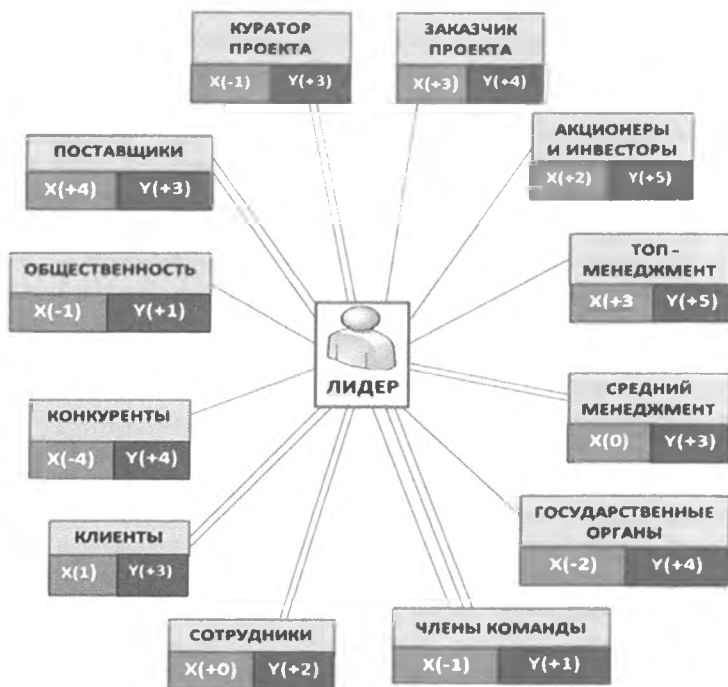 КУРАТОР
ПРОЕКТА
X(-1) Y(+3)
ЗАКАЗЧИК
ПРОЕКТА
X(+3) Y(+4)
АКЦИОНЕРЫ
И ИНВЕСТОРЫ
X(+2) Y(+5)
ПОСТАВЩИКИ
X(+4) Y(+3)
ТОП –
МЕНЕДЖМЕНТ
X(+3 Y(+5)
ОБЩЕСТВЕННОСТЬ
X(-1) Y(+1)
ЛИДЕР
СРЕДНИЙ
МЕНЕДЖМЕНТ
X(0) Y(+3)
КОНКУРЕНТЫ
X(-4) Y(+4)
ГОСУДАРСТВЕННЫЕ
ОРГАНЫ
X(-2) Y(+4)
КЛИЕНТЫ
X(1) Y(+3)
СОТРУДНИКИ
X(+0) Y(+2)
ЧЛЕНЫ КОМАНДЫ
X(-1) Y(+1)